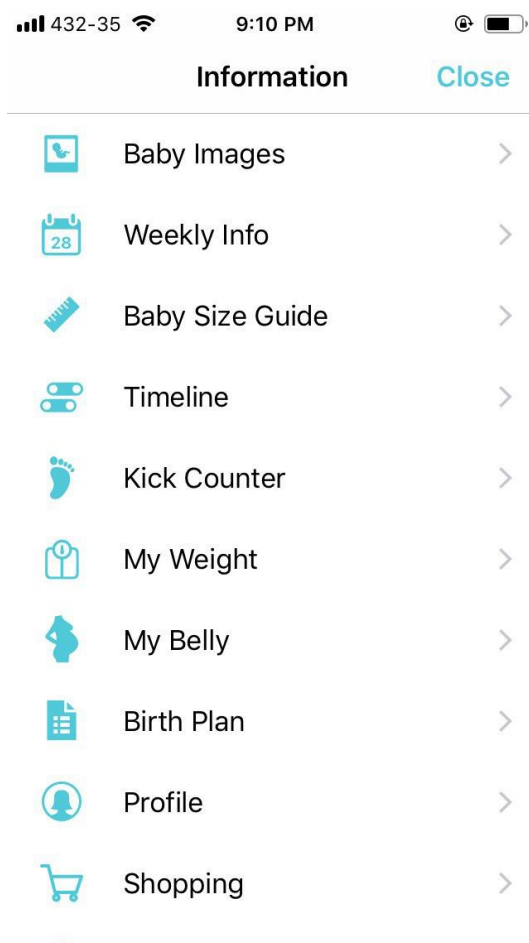 432-35 9:10 PM
Information Close
Baby Images
28 Weekly Info
Baby Size Guide
Timeline
Kick Counter
My Weight
My Belly
Birth Plan
Profile
Shopping